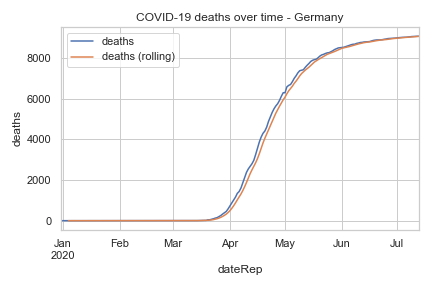 COVID-19 deaths over time - Germany
deaths
deaths (rolling)
deaths
8000
6000
4000
2000
0
Jan Feb Mar Apr May Jun Jul
2020
dateRep